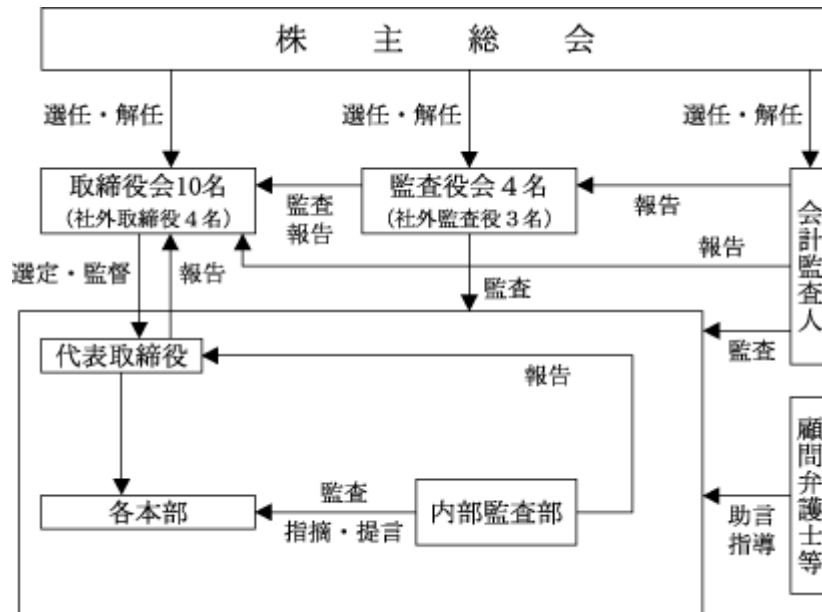 株主総会
選任・解任
選任・解任
選任・解任
取締役会10名
（社外取締役４名）
監査
報告
監査役会４名
（社外監査役３名）
報告
報告
会計監査人
選定・監督
報告
監査
監査
代表取締役
報告
各本部
監査
指摘・提言
内部監査部
助言
指導
顧問弁護士等